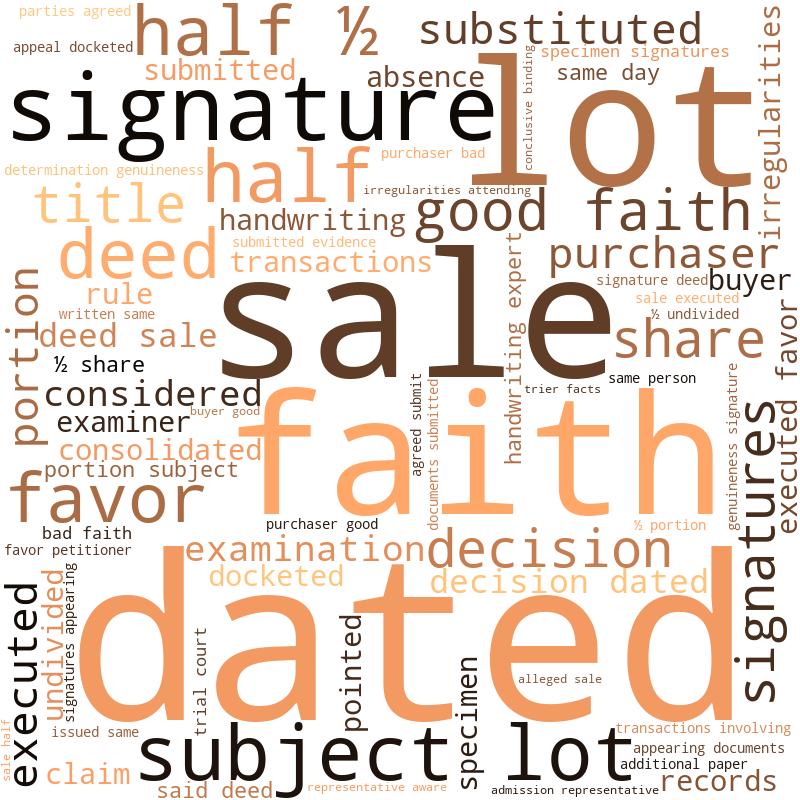 parties agreed
half ½
substituted
appeal docketed
specimen signatures
submitted
absence
same day
signature
lot
conclusive binding
irregularities
determination genuineness
half
purchaser bad
irregularities attending
title
handwriting
good faith
deed
submitted evidence
transactions
handwriting expert
purchaser
signature deed
buyer
rule
sale
sale executed
written same
½ undivided
portion
deed sale
share
favor
½ share
trier facts
same person
considered
buyer good
faith
examiner
agreed submit
documents submitted
genuineness signature
signatures
executed
consolidated
portion subject
favor
purchaser good
½ portion
bad faith
favor petitioner
examination
decision
docketed
decision dated
executed
undivided
signatures appearing
dated
trial court
pointed
specimen
alleged sale
sale half
issued same
subject lot
transactions involving
appearing documents
additional paper
claim
said deed
representative aware
admission representative
records